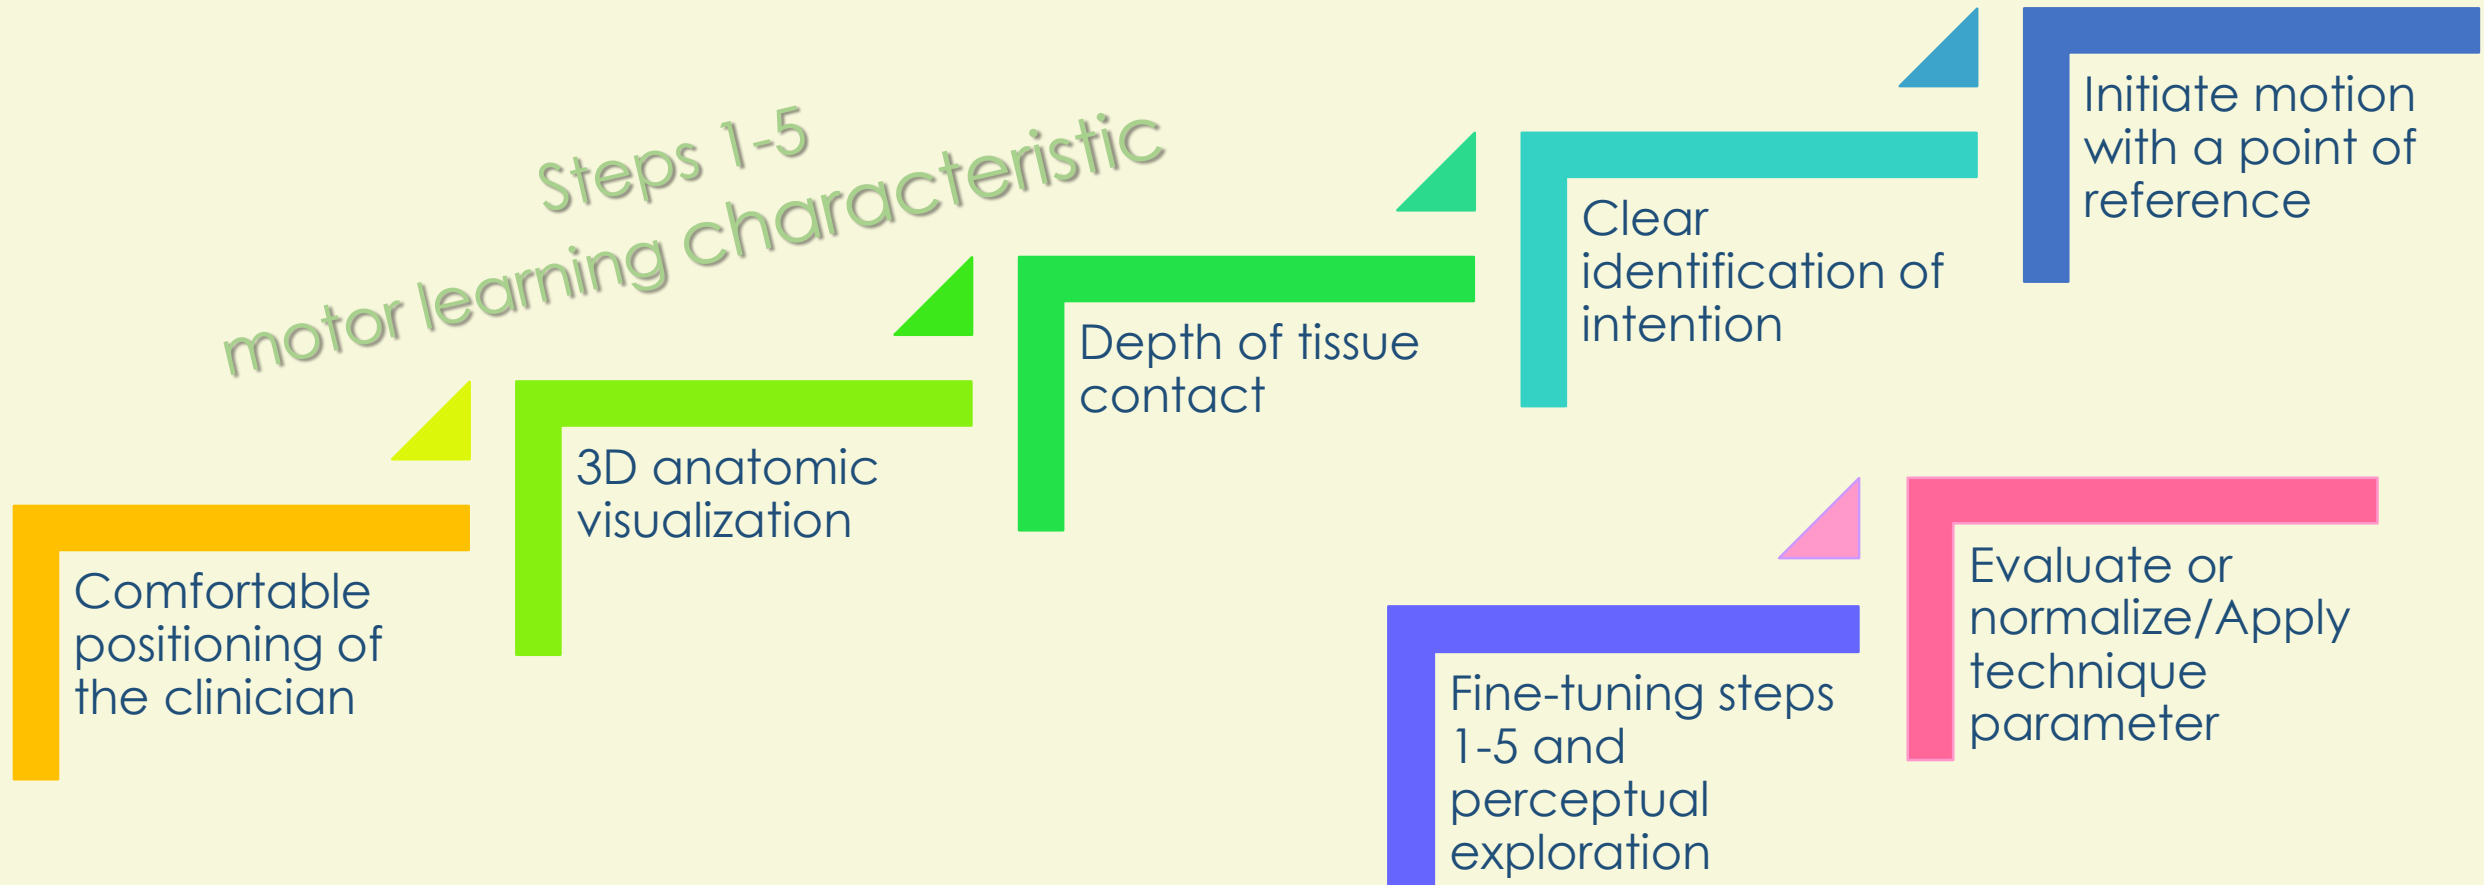 Steps 1-5
motor learning characteristic
Comfortable
positioning of
the clinician
3D anatomic
visualization
Depth of tissue
contact
Clear
identification of
intention
Initiate motion
with a point of
reference
Fine-tuning steps
1-5 and
perceptual
exploration
Evaluate or
normalize/Apply
technique
parameter